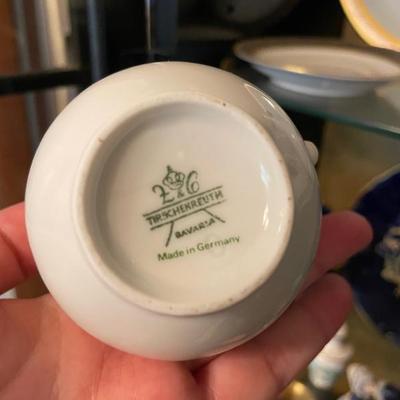 Z & C
TIRSCHENREUTH
BAVARIA
Made in Germany